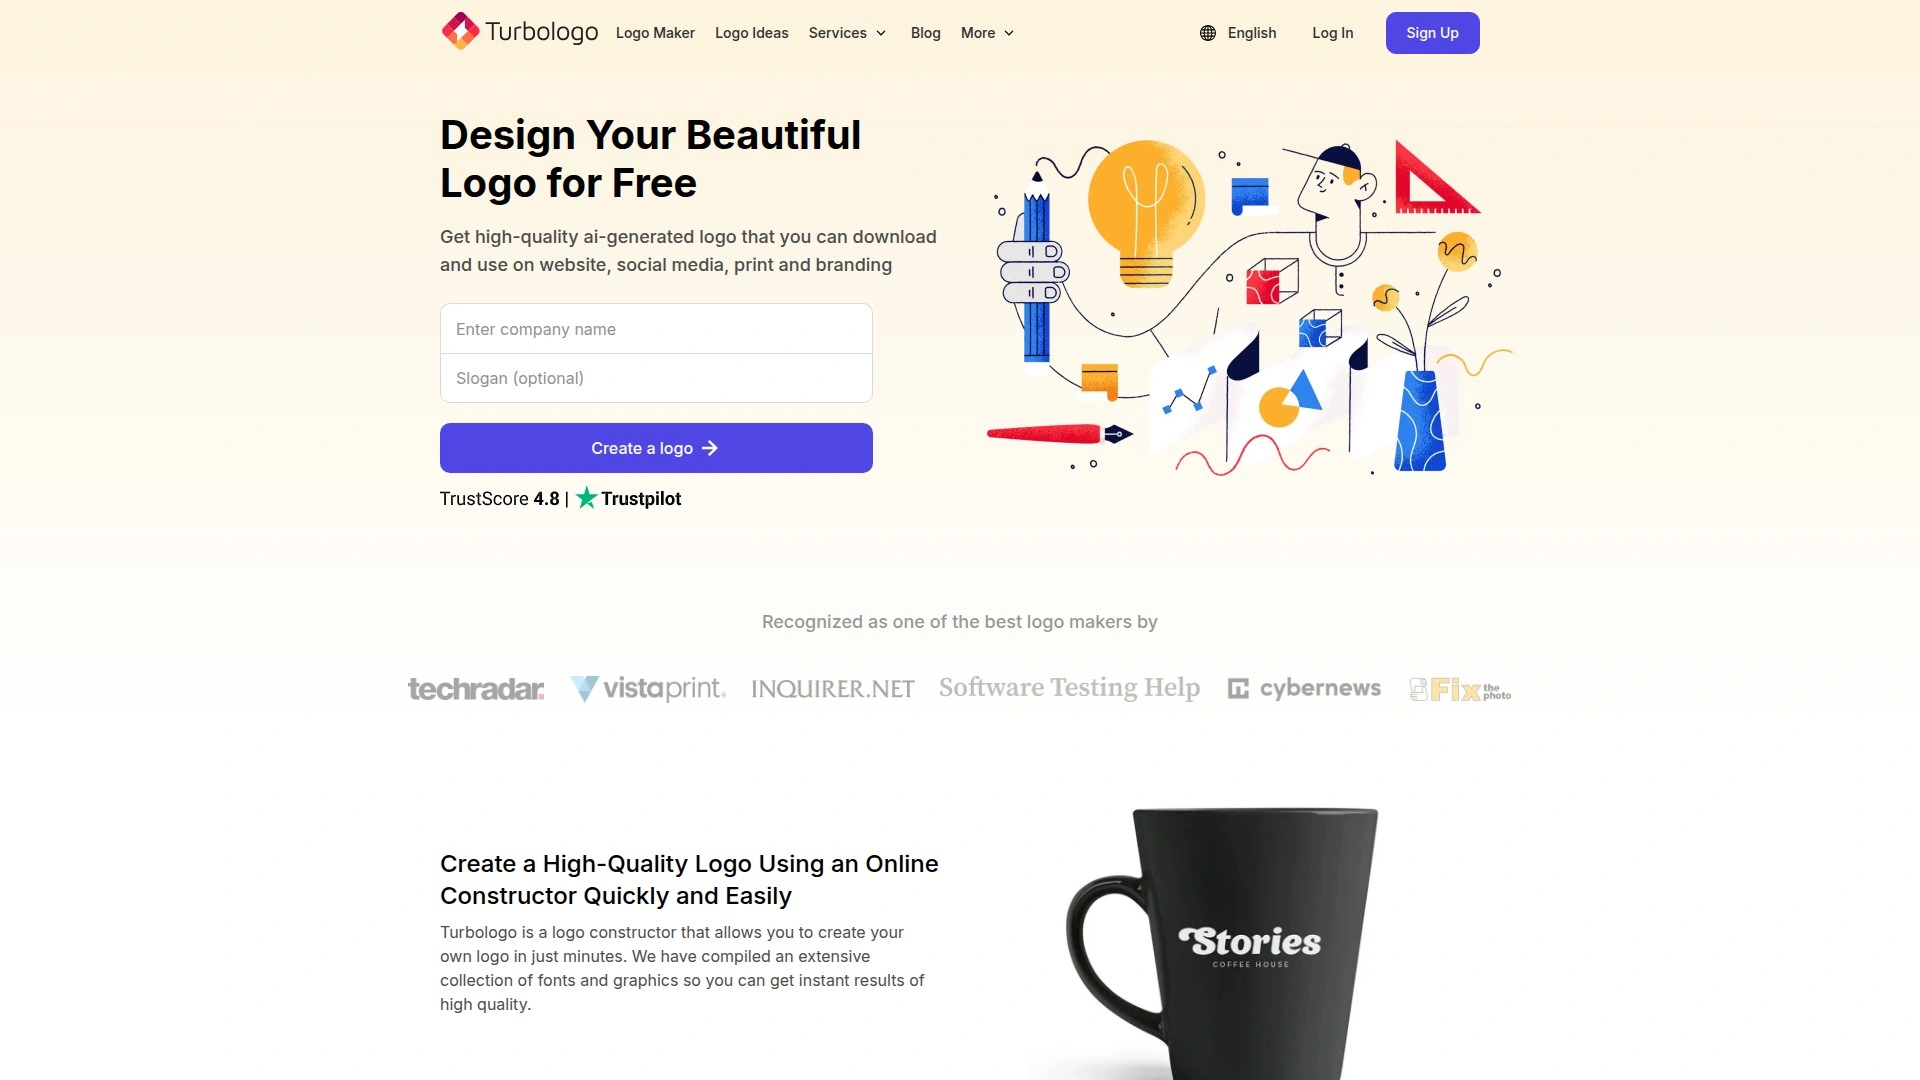 Turbologo
Logo Maker
Logo Ideas
Services
Blog
More
English
Log In
Sign Up
Design Your Beautiful
Logo for Free
Get high-quality ai-generated logo that you can download
and use on website, social media, print and branding
Enter company name
Slogan (optional)
Create a logo
TrustScore 4.8 | Trustpilot
Recognized as one of the best logo makers by
techradar.
vistaprint.
INQUIRER.NET
Software Testing Help
cybernews
Fix the photo
Create a High-Quality Logo Using an Online
Constructor Quickly and Easily
Turbologo is a logo constructor that allows you to create your
own logo in just minutes. We have compiled an extensive
collection of fonts and graphics so you can get instant results of
high quality.
Stories
COFFEE HOUSE